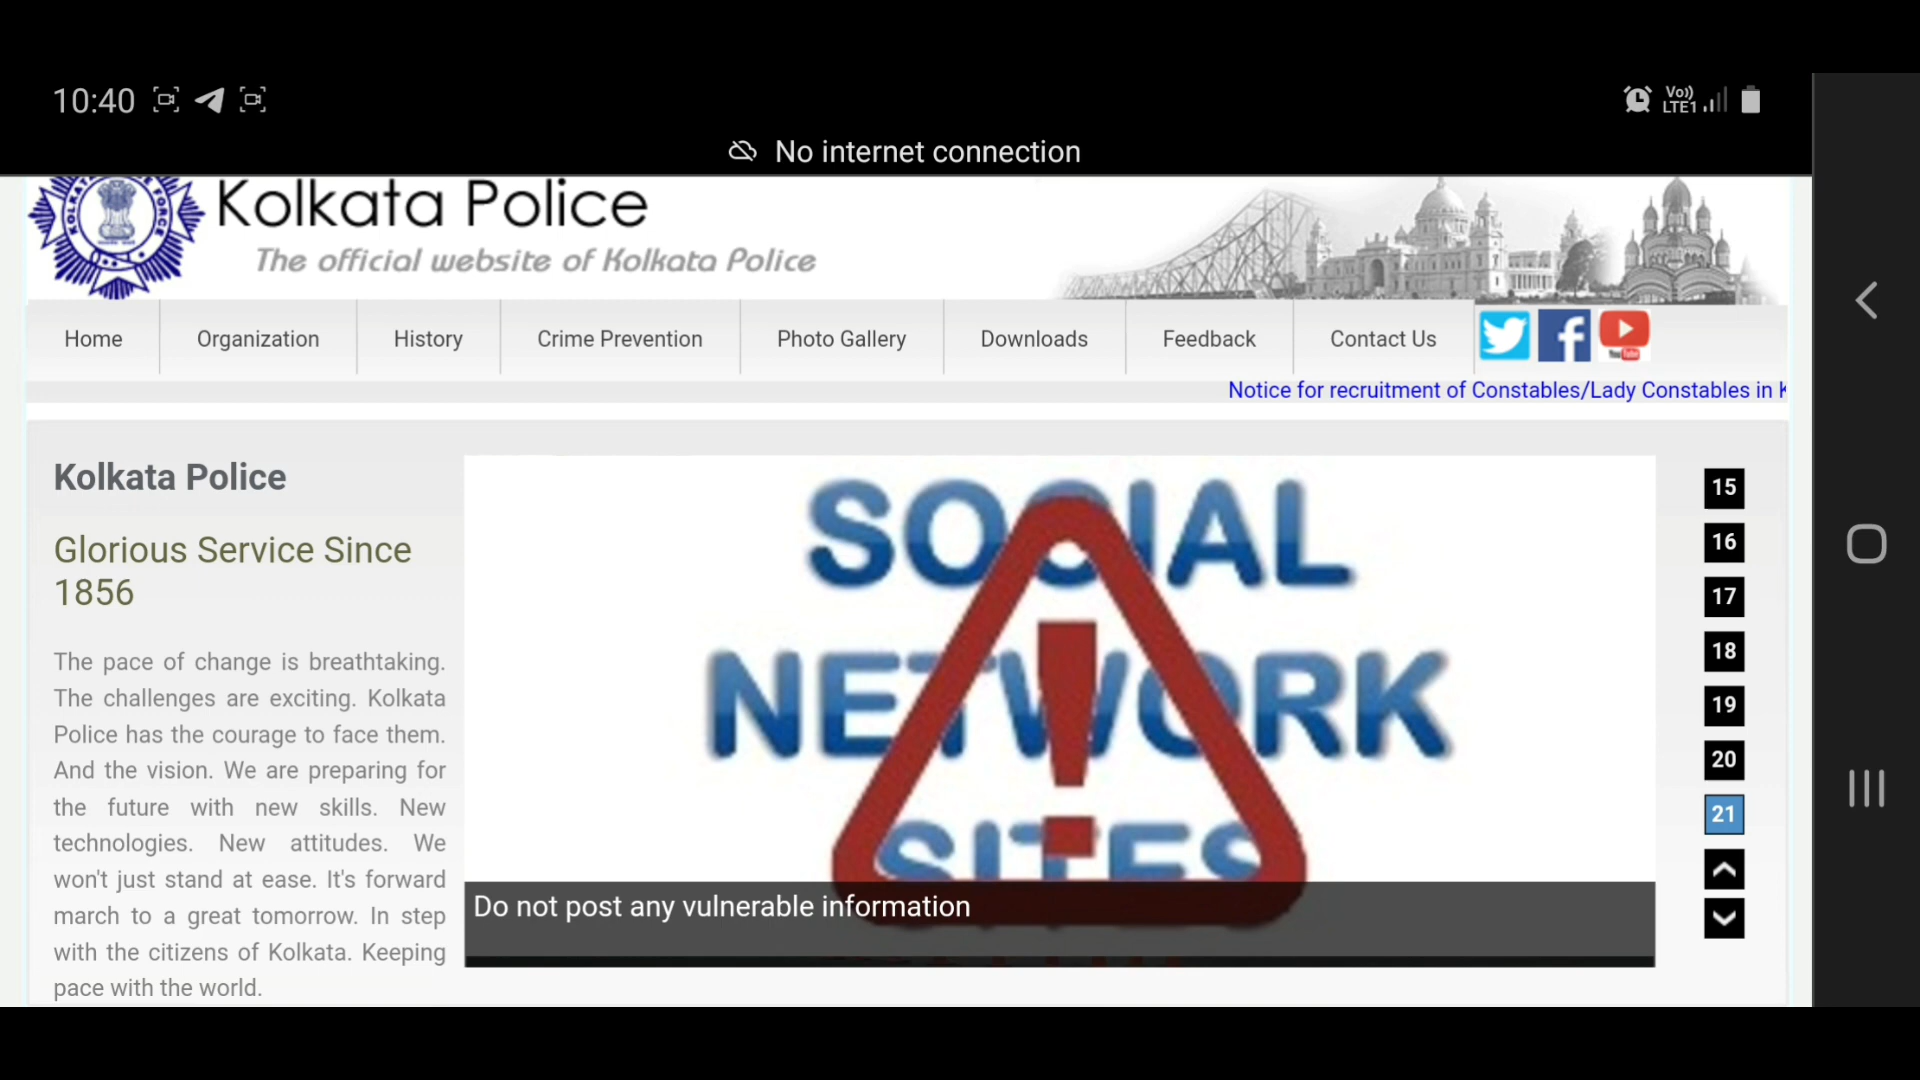 10:40
Vo))
LTE1
No internet connection
Kolkata Police
The official website of Kolkata Police
Home
Organization
History
Crime Prevention
Photo Gallery
Downloads
Feedback
Contact Us
Notice for recruitment of Constables/Lady Constables in K
Kolkata Police
Glorious Service Since
1856
The pace of change is breathtaking.
The challenges are exciting. Kolkata
Police has the courage to face them.
And the vision. We are preparing for
the future with new skills. New
technologies. New attitudes. We
won't just stand at ease. It's forward
march to a great tomorrow. In step
with the citizens of Kolkata. Keeping
pace with the world.
SOCIAL
NETWORK
SITES
Do not post any vulnerable information
15
16
17
18
19
20
21